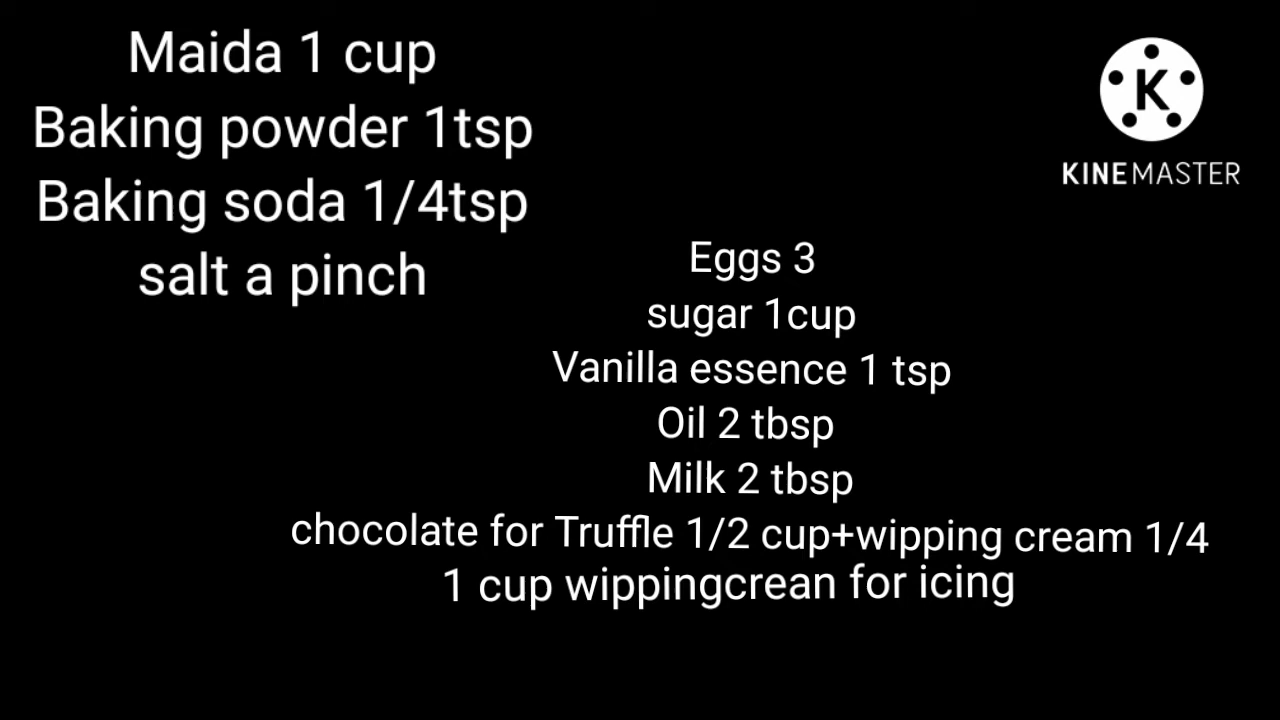 Maida 1 cup
Baking powder 1tsp
Baking soda 1/4tsp
salt a pinch
K
KINEMASTER
Eggs 3
sugar 1cup
Vanilla essence 1 tsp
Oil 2 tbsp
Milk 2 tbsp
chocolate for Truffle 1/2 cup+wipping cream 1/4
1 cup wippingcrean for icing